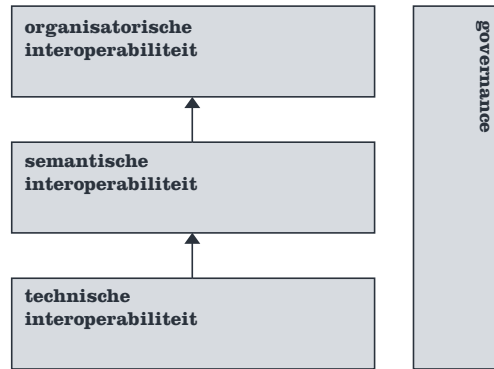 organisatorische
interoperabiliteit
semantische
interoperabiliteit
technische
interoperabiliteit
governance